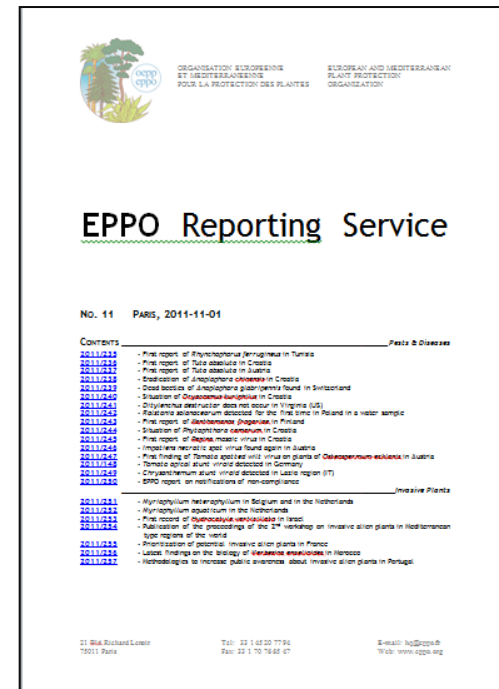 oepp
eppo
ORGANISATION EUROPEENNE
ET MEDITERRANEENNE
POUR LA PROTECTION DES PLANTES
EUROPEAN AND MEDITERRANEAN
PLANT PROTECTION
ORGANIZATION
EPPO Reporting Service
NO. 11 PARIS, 2011-11-01
CONTENTS Pests & Diseases
2011/235 - First report of Rhynchophorus ferrugineus in Tunisia
2011/236 - First report of Tuta absoluta in Croatia
2011/237 - First report of Tuta absoluta in Austria
2011/238 - Eradication of Anoplophora chinensis in Croatia
2011/239 - Dead beetles of Anoplophora glabripennis found in Switzerland
2011/240 - Situation of Dryocosmus kuriphilus in Croatia
2011/241 - Ditylenchus destructor does not occur in Virginia (US)
2011/242 - Ralstonia solanacearum detected for the first time in Poland in a water sample
2011/243 - First report of Xanthomonas fragariae in Finland
2011/244 - Situation of Phytophthora ramorum in Croatia
2011/245 - First report of Pepino mosaic virus in Croatia
2011/246 - Impatiens necrotic spot virus found again in Austria
2011/247 - First finding of Tomato spotted wilt virus on plants of Osteospermum ecklonis in Austria
2011/148 - Tomato apical stunt viroid detected in Germany
2011/249 - Chrysanthemum stunt viroid detected in Lazio region (IT)
2011/250 - EPPO report on notifications of non-compliance
Invasive Plants
2011/251 - Myriophyllum heterophyllum in Belgium and in the Netherlands
2011/252 - Myriophyllum aquaticum in the Netherlands
2011/253 - First record of Hydrocotyle verticillata in Israel
2011/254 - Publication of the proceedings of the 2nd workshop on invasive alien plants in Mediterranean
type regions of the world
2011/255 - Prioritization of potential invasive alien plants in France
2011/256 - Latest findings on the biology of Verbesina encelioides in Morocco
2011/257 - Methodologies to increase public awareness about invasive alien plants in Portugal
21 Bld Richard Lenoir Tel: 33 1 45 20 77 94 E-mail: hq@eppo.fr
75011 Paris Fax: 33 1 70 76 65 47 Web: www.eppo.org